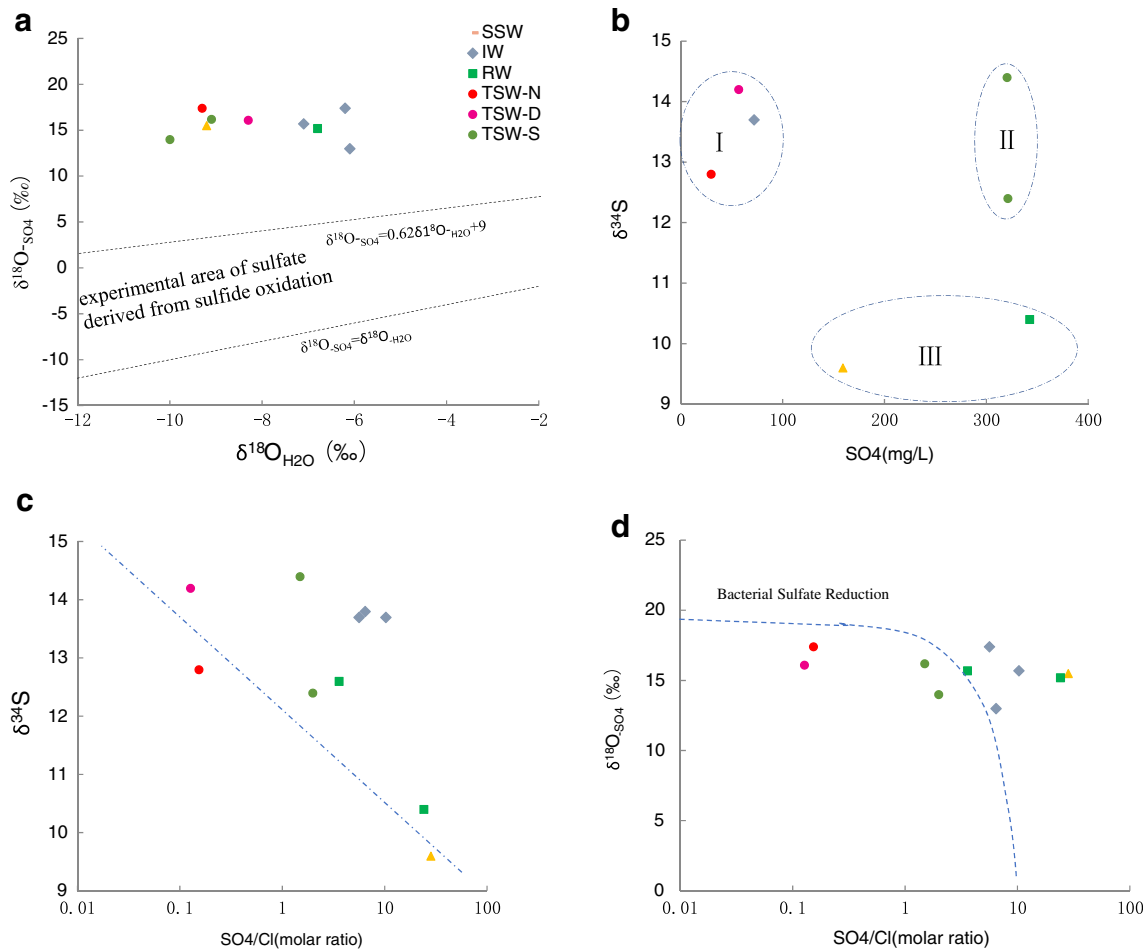 a
25
20
15
10
5
0
-5
-10
-15
-12
-10
-8
-6
-4
-2
δ18O-SO4 (‰)
δ18OH2O (‰)
SSW
IW
RW
TSW-N
TSW-D
TSW-S
δ18O-SO4=0.62δ18O-H2O+9
experimental area of sulfate
derived from sulfide oxidation
δ18O-SO4=δ18O-H2O
b
15
14
13
12
11
10
9
0
100
200
300
400
δ34S
SO4(mg/L)
I
II
III
c
15
14
13
12
11
10
9
0.01
0.1
1
10
100
δ34S
SO4/Cl(molar ratio)
d
25
20
15
10
5
0
0.01
0.1
1
10
100
δ18O-SO4 (‰)
Bacterial Sulfate Reduction
SO4/Cl(molar ratio)